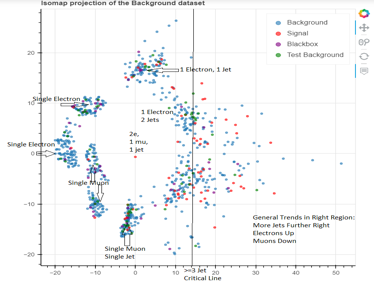 Isomap projection of the Background dataset
Background
Signal
Blackbox
Test Background
1 Electron, 1 Jet
Single Electron
1 Electron,
2 Jets
2e,
1 mu,
1 jet
Single Electron
Single Muon
General Trends in Right Region:
More Jets Further Right
Electrons Up
Muons Down
Single Muon
Single Jet
>=3 Jet
Critical Line
20
10
0
−10
−20
−20
−10
0
10
20
30
40
50